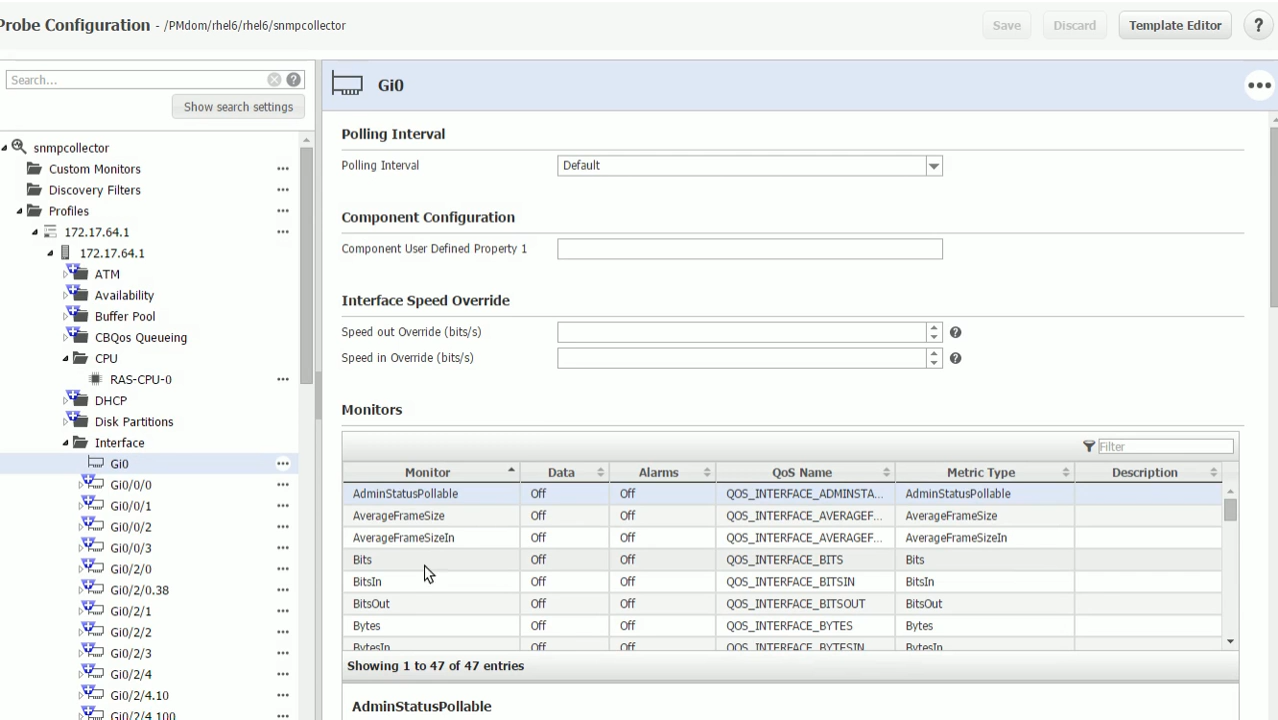 Probe Configuration - /PMdom/rhel6/rhel6/snmpcollector
Save
Discard
Template Editor
?
Search...
Show search settings
snmpcollector
Custom Monitors
Discovery Filters
Profiles
172.17.64.1
172.17.64.1
ATM
Availability
Buffer Pool
CBQos Queueing
CPU
RAS-CPU-0
DHCP
Disk Partitions
Interface
Gi0
Gi0/0/0
Gi0/0/1
Gi0/0/2
Gi0/0/3
Gi0/2/0
Gi0/2/0.38
Gi0/2/1
Gi0/2/2
Gi0/2/3
Gi0/2/4
Gi0/2/4.10
Gi0/2/4.100
Gi0
Polling Interval
Polling Interval Default
Component Configuration
Component User Defined Property 1
Interface Speed Override
Speed out Override (bits/s)
Speed in Override (bits/s)
Monitors
Filter
Monitor Data Alarms QoS Name Metric Type Description
AdminStatusPollable Off Off QOS_INTERFACE_ADMINSTA... AdminStatusPollable
AverageFrameSize Off Off QOS_INTERFACE_AVERAGEF... AverageFrameSize
AverageFrameSizeIn Off Off QOS_INTERFACE_AVERAGEF... AverageFrameSizeIn
Bits Off Off QOS_INTERFACE_BITS Bits
BitsIn Off Off QOS_INTERFACE_BITSIN BitsIn
BitsOut Off Off QOS_INTERFACE_BITSOUT BitsOut
Bytes Off Off QOS_INTERFACE_BYTES Bytes
BytesIn Off Off QOS_INTERFACE_BYTESIN BytesIn
Showing 1 to 47 of 47 entries
AdminStatusPollable